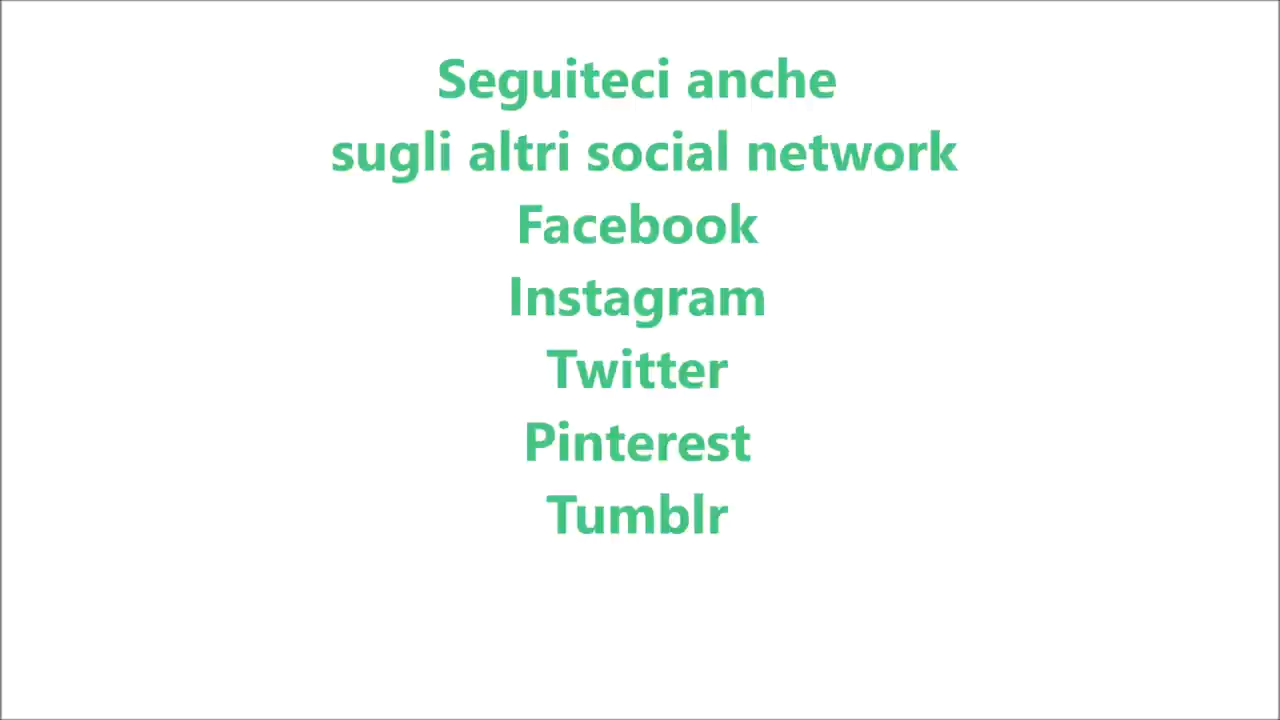 Seguiteci anche
sugli altri social network
Facebook
Instagram
Twitter
Pinterest
Tumblr